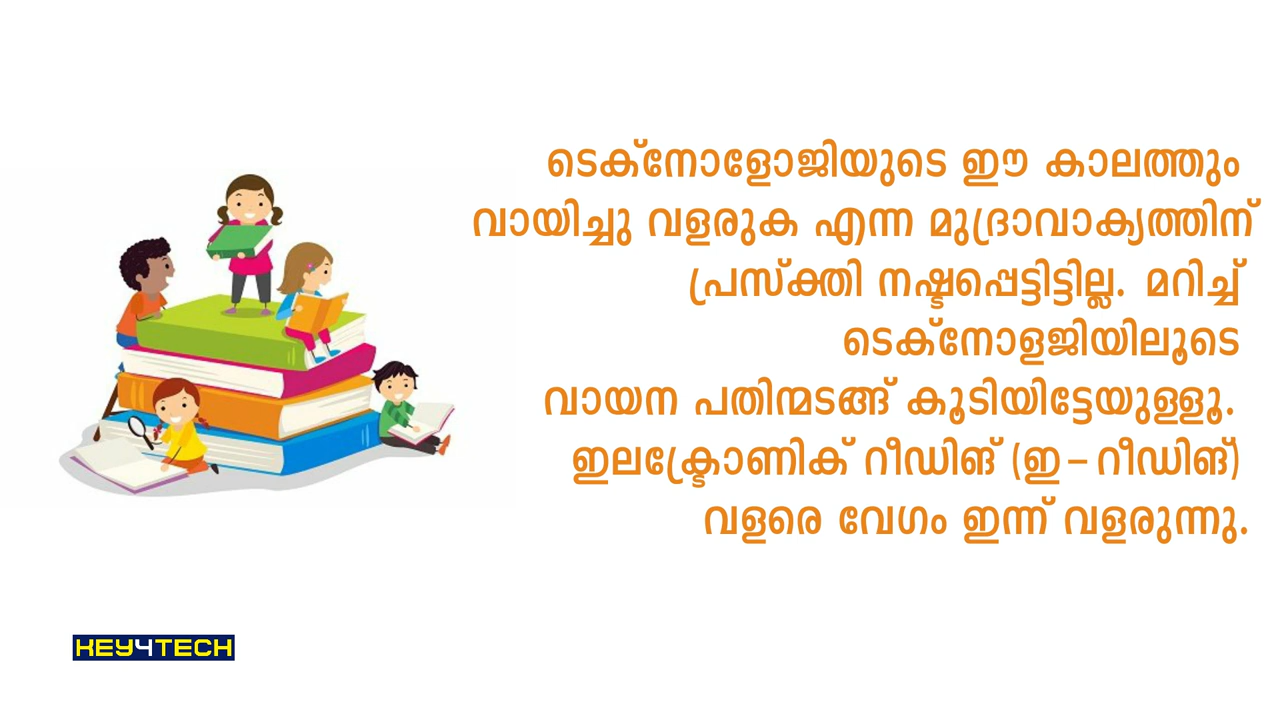 ടെക്നോളോജിയുടെ ഈ കാലത്തും
വായിച്ചു വളരുക എന്ന മുദ്രാവാക്യത്തിന്
പ്രസ്ക്തി നഷ്ടപ്പെട്ടിട്ടില്ല. മറിച്ച്
ടെക്നോളജിയിലൂടെ
വായന പതിന്മടങ്ങ് കൂടിയിട്ടേയുള്ളൂ.
ഇലക്ട്രോണിക് റീഡിങ് (ഇ-റീഡിങ്)
വളരെ വേഗം ഇന്ന് വളരുന്നു.
KEY4TECH